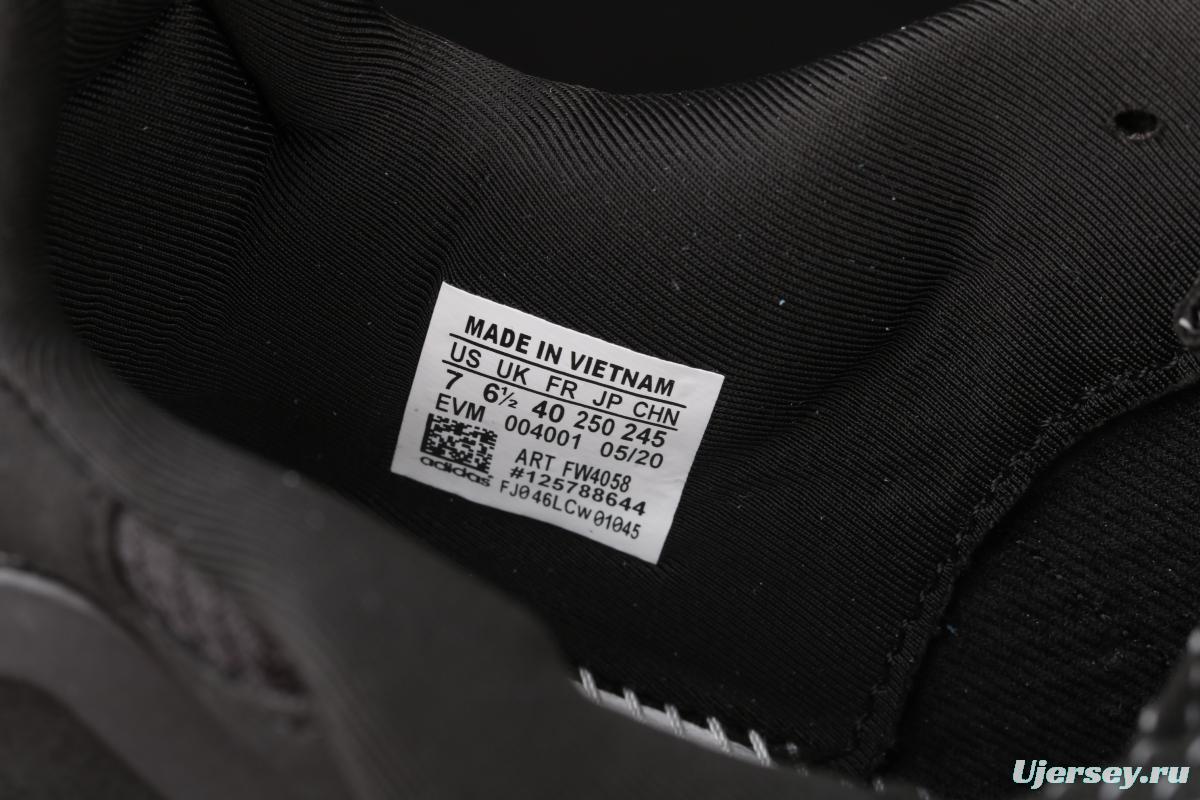 MADE IN VIETNAM
US UK FR JP CHN
7 6½ 40 250 245
EVM 004001 05/20
ART FW4058
#125788644
adidas FJ046LCW01045
Ujersey.ru